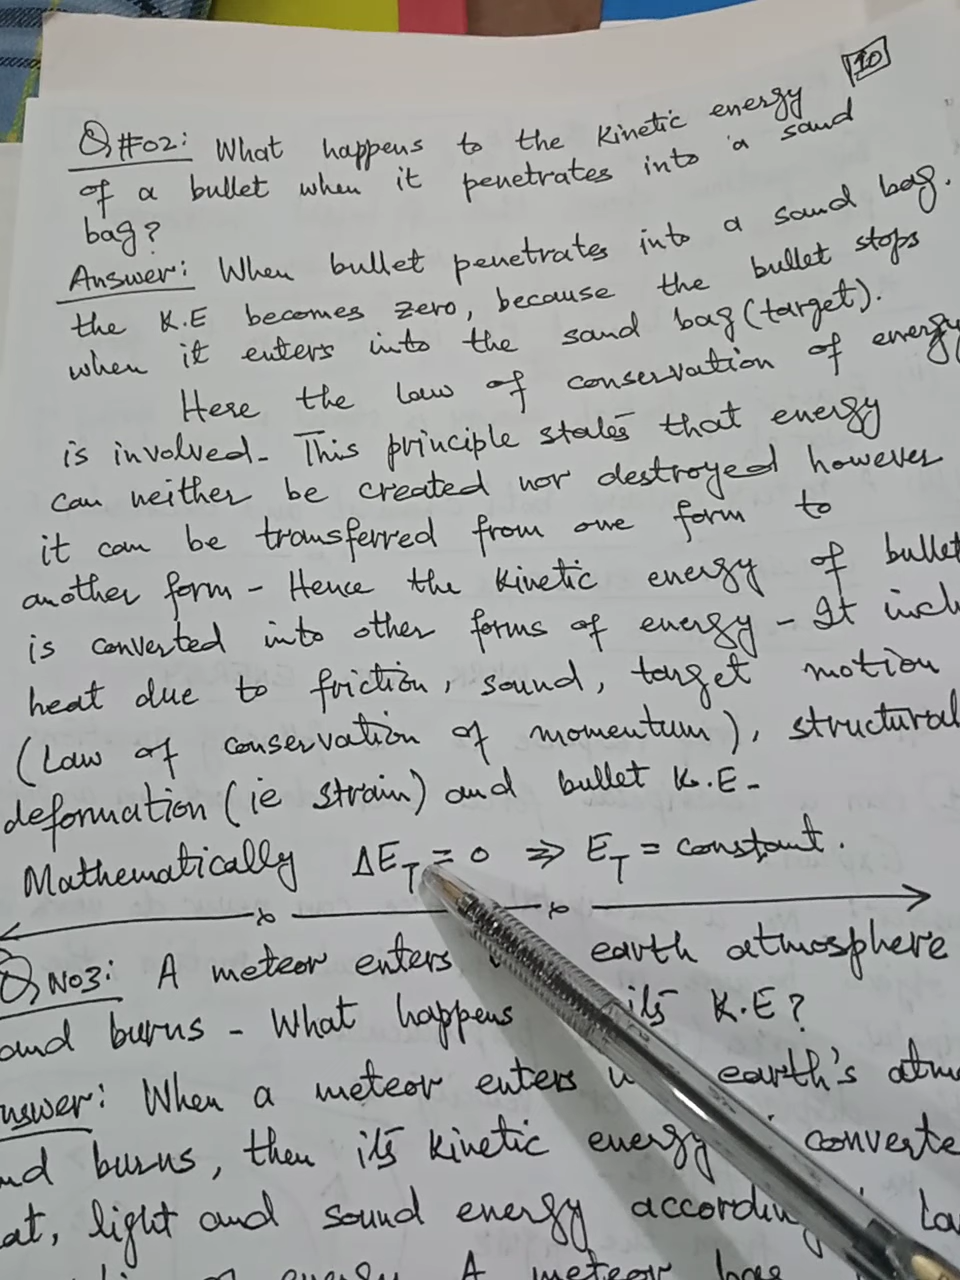 10
Q#02: What happens to the Kinetic energy
of a bullet when it penetrates into a sand
bag?
Answer: When bullet penetrates into a sand bag.
the K.E becomes zero, because the bullet stops
when it enters into the sand bag (target).
Here the law of conservation of energy
is involved- This principle states that energy
can neither be created nor destroyed however
it can be transferred from one form to
another form - Hence the Kinetic energy of bullet
is converted into other forms of energy - It incl
heat due to friction, sound, target motion
(Law of conservation of momentum), structural
deformation (ie strain) and bullet K.E-
Mathematically ΔE_T = 0 ⇒ E_T = constant.
Q No3: A meteor enters earth atmosphere
and burns - What happens its K.E?
nswer: When a meteor enters earth's atm
nd burns, then its kinetic energy converte
at, light and sound energy according La
energy. A meteor has